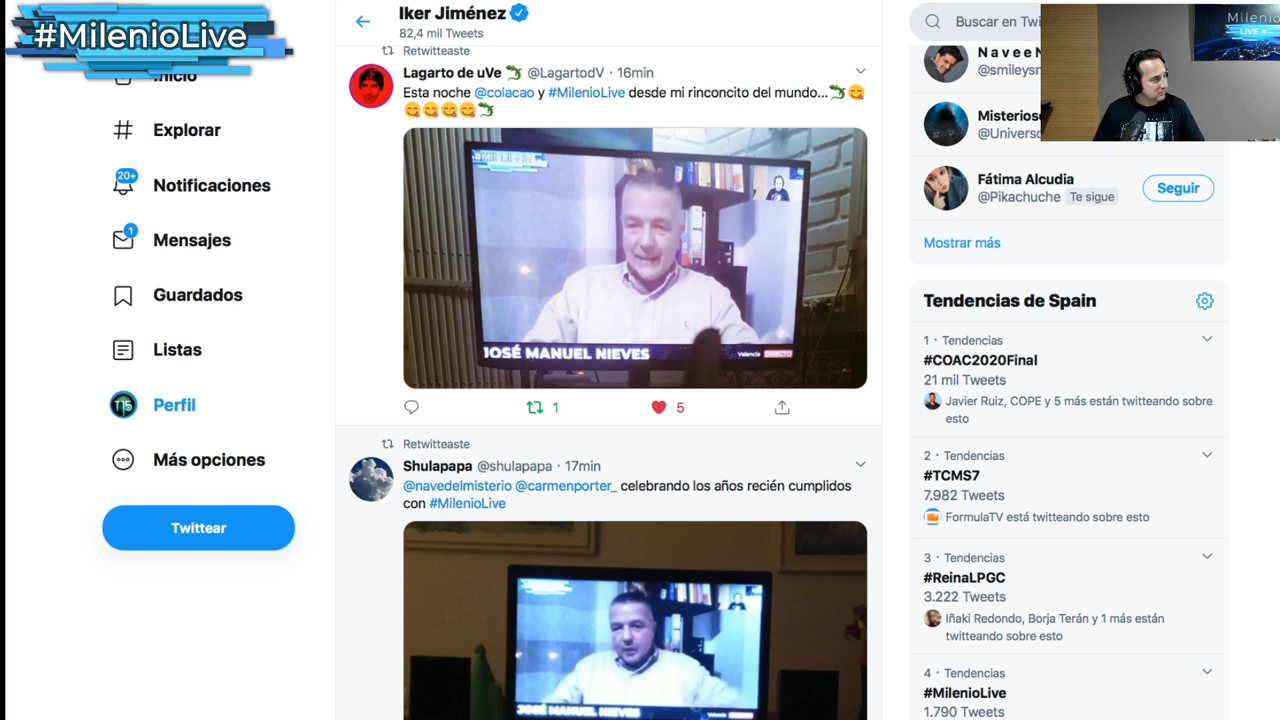 #MilenioLive
Inicio
Explorar
20+
Notificaciones
1
Mensajes
Guardados
Listas
Perfil
Más opciones
Twittear
Iker Jiménez
82,4 mil Tweets
Retwitteaste
Lagarto de uVe @LagartodV · 16min
Esta noche @colacao y #MilenioLive desde mi rinconcito del mundo...
#MilenioLive
JOSÉ MANUEL NIEVES
Valencia DIRECTO
1
5
Retwitteaste
Shulapapa @shulapapa · 17min
@navedelmisterio @carmenporter_ celebrando los años recién cumplidos
con #MilenioLive
JOSÉ MANUEL NIEVES
Buscar en Twi
Milenio
LIVE
NaveeN
@smileysm
Misterioso
@Universo
Fátima Alcudia
@Pikachuche Te sigue
Seguir
Mostrar más
Tendencias de Spain
1 · Tendencias
#COAC2020Final
21 mil Tweets
Javier Ruiz, COPE y 5 más están twitteando sobre
esto
2 · Tendencias
#TCMS7
7.982 Tweets
FormulaTV está twitteando sobre esto
3 · Tendencias
#ReinaLPGC
3.222 Tweets
Iñaki Redondo, Borja Terán y 1 más están
twitteando sobre esto
4 · Tendencias
#MilenioLive
1.790 Tweets